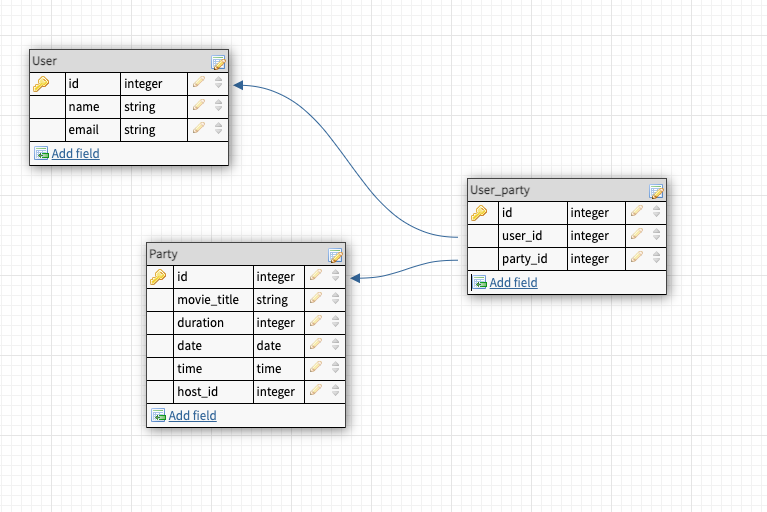 User
id integer
name string
email string
Add field
User_party
id integer
user_id integer
party_id integer
Add field
Party
id integer
movie_title string
duration integer
date date
time time
host_id integer
Add field